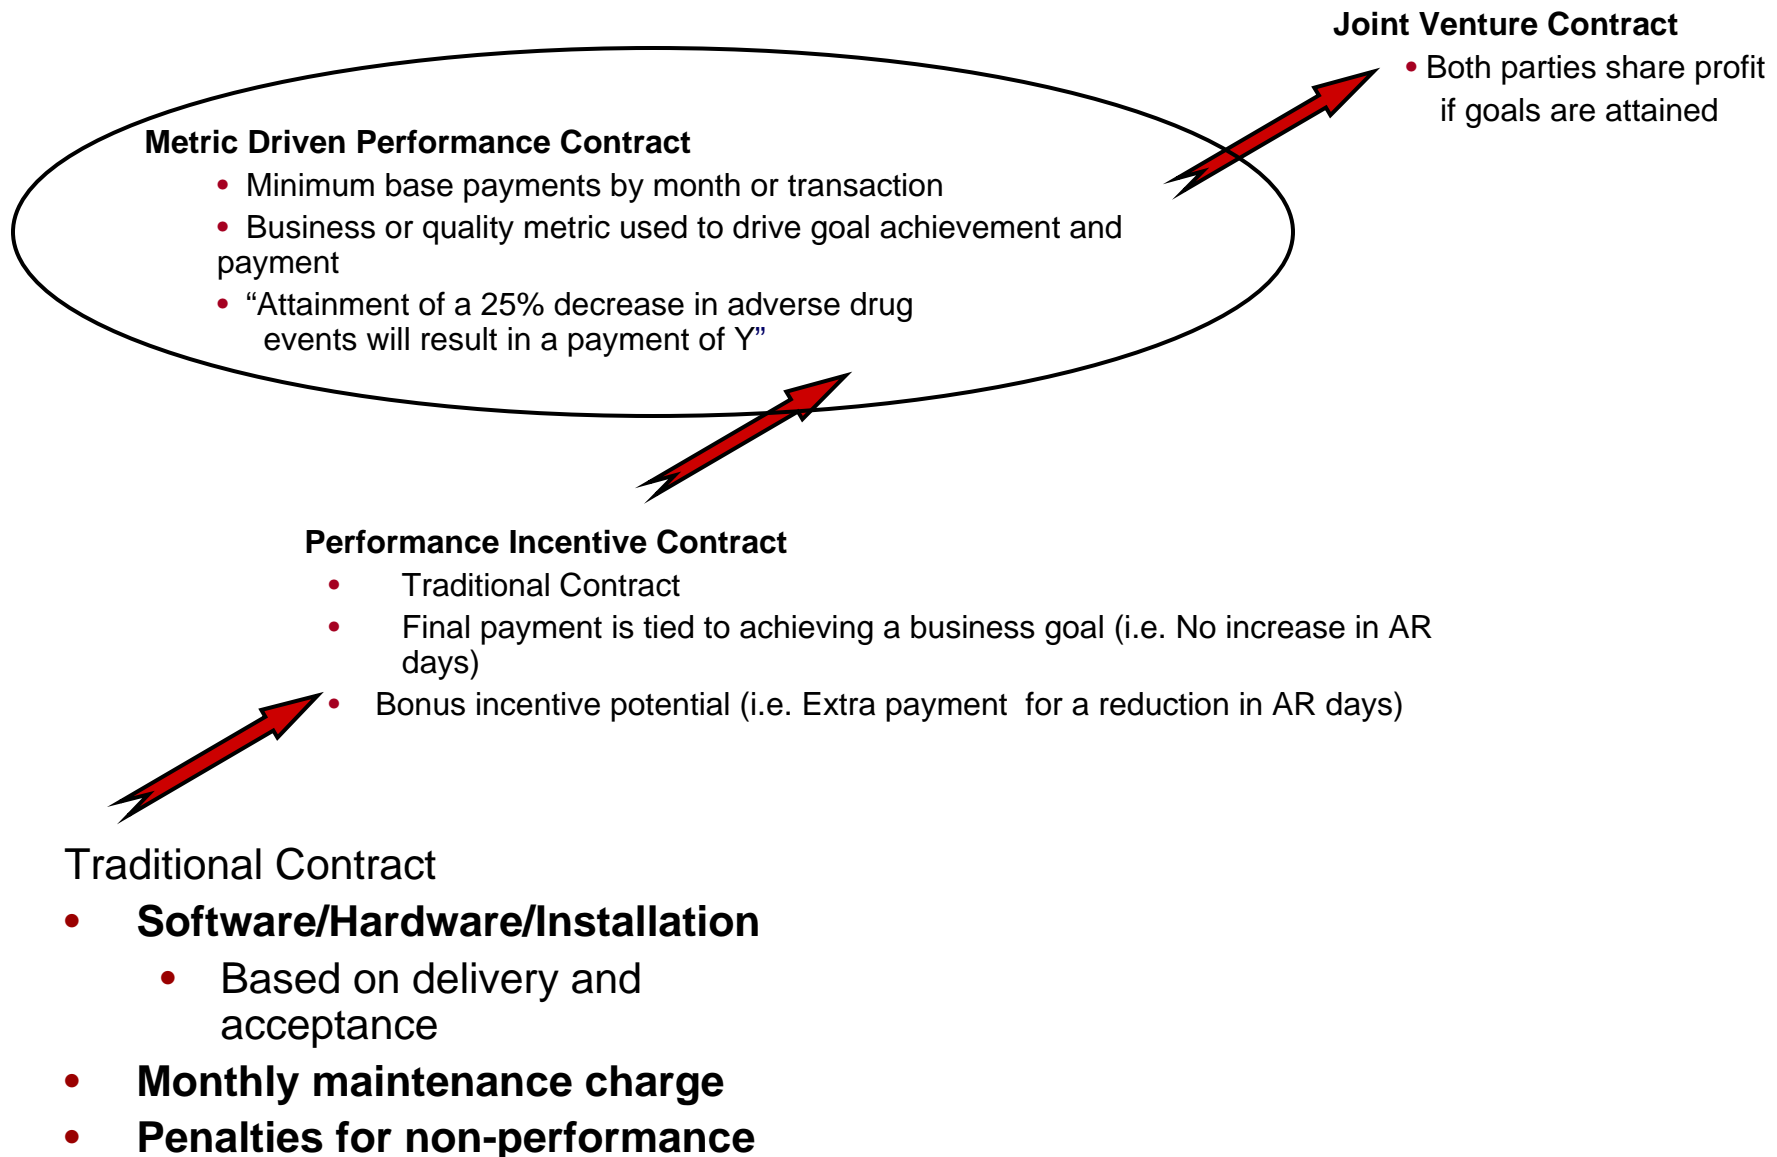 Joint Venture Contract
• Both parties share profit
if goals are attained
Metric Driven Performance Contract
• Minimum base payments by month or transaction
• Business or quality metric used to drive goal achievement and
payment
• “Attainment of a 25% decrease in adverse drug
events will result in a payment of Y”
Performance Incentive Contract
• Traditional Contract
• Final payment is tied to achieving a business goal (i.e. No increase in AR
days)
• Bonus incentive potential (i.e. Extra payment for a reduction in AR days)
Traditional Contract
• Software/Hardware/Installation
• Based on delivery and
acceptance
• Monthly maintenance charge
• Penalties for non-performance